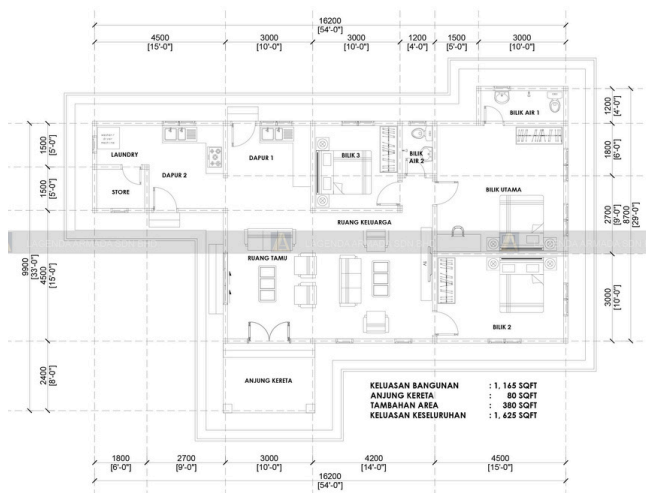 16200
[54'-0"]
4500
[15'-0"]
3000
[10'-0"]
3000
[10'-0"]
1200
[4'-0"]
1500
[5'-0"]
3000
[10'-0"]
BILIK AIR 1
1200
[4'-0"]
1500
[5'-0"]
LAUNDRY
DAPUR 2
DAPUR 1
BILIK 3
BILIK
AIR 2
1800
[6'-0"]
1500
[5'-0"]
STORE
BILIK UTAMA
2700
[9'-0"]
8700
[29'-0"]
RUANG KELUARGA
RUANG TAMU
TV
9900
[33'-0"]
4500
[15'-0"]
3000
[10'-0"]
BILIK 2
2400
[8'-0"]
ANJUNG KERETA
KELUASAN BANGUNAN : 1, 165 SQFT
ANJUNG KERETA : 80 SQFT
TAMBAHAN AREA : 380 SQFT
KELUASAN KESELURUHAN : 1, 625 SQFT
1800
[6'-0"]
2700
[9'-0"]
3000
[10'-0"]
4200
[14'-0"]
4500
[15'-0"]
16200
[54'-0"]